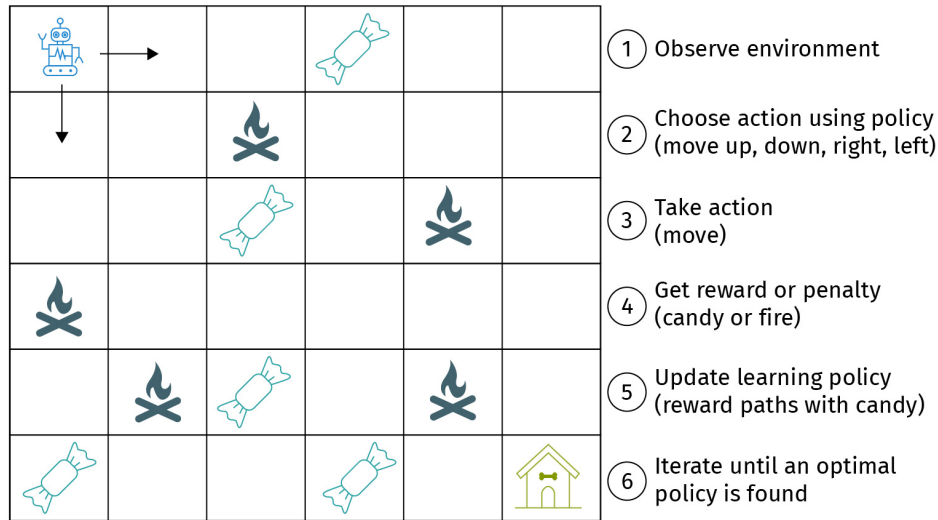 1 Observe environment
2 Choose action using policy
(move up, down, right, left)
3 Take action
(move)
4 Get reward or penalty
(candy or fire)
5 Update learning policy
(reward paths with candy)
6 Iterate until an optimal
policy is found